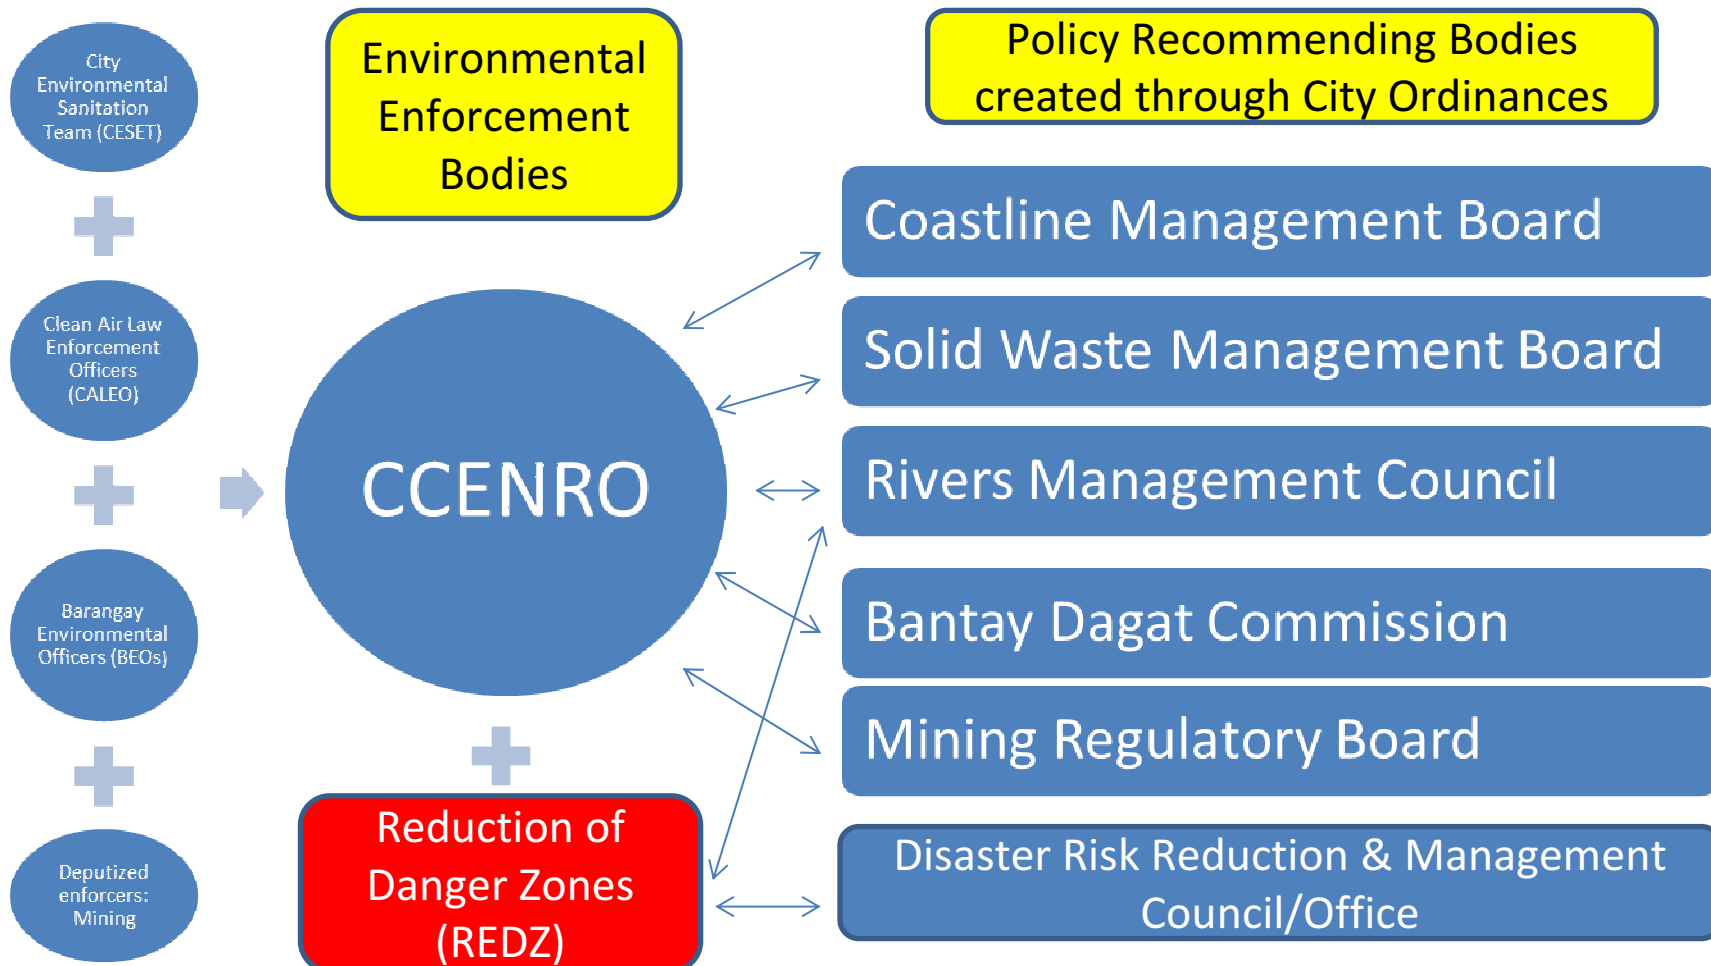 City
Environmental
Sanitation
Team (CESET)
Clean Air Law
Enforcement
Officers
(CALEO)
Barangay
Environmental
Officers (BEOs)
Deputized
enforcers:
Mining
Environmental
Enforcement
Bodies
CCENRO
Reduction of
Danger Zones
(REDZ)
Policy Recommending Bodies
created through City Ordinances
Coastline Management Board
Solid Waste Management Board
Rivers Management Council
Bantay Dagat Commission
Mining Regulatory Board
Disaster Risk Reduction & Management
Council/Office